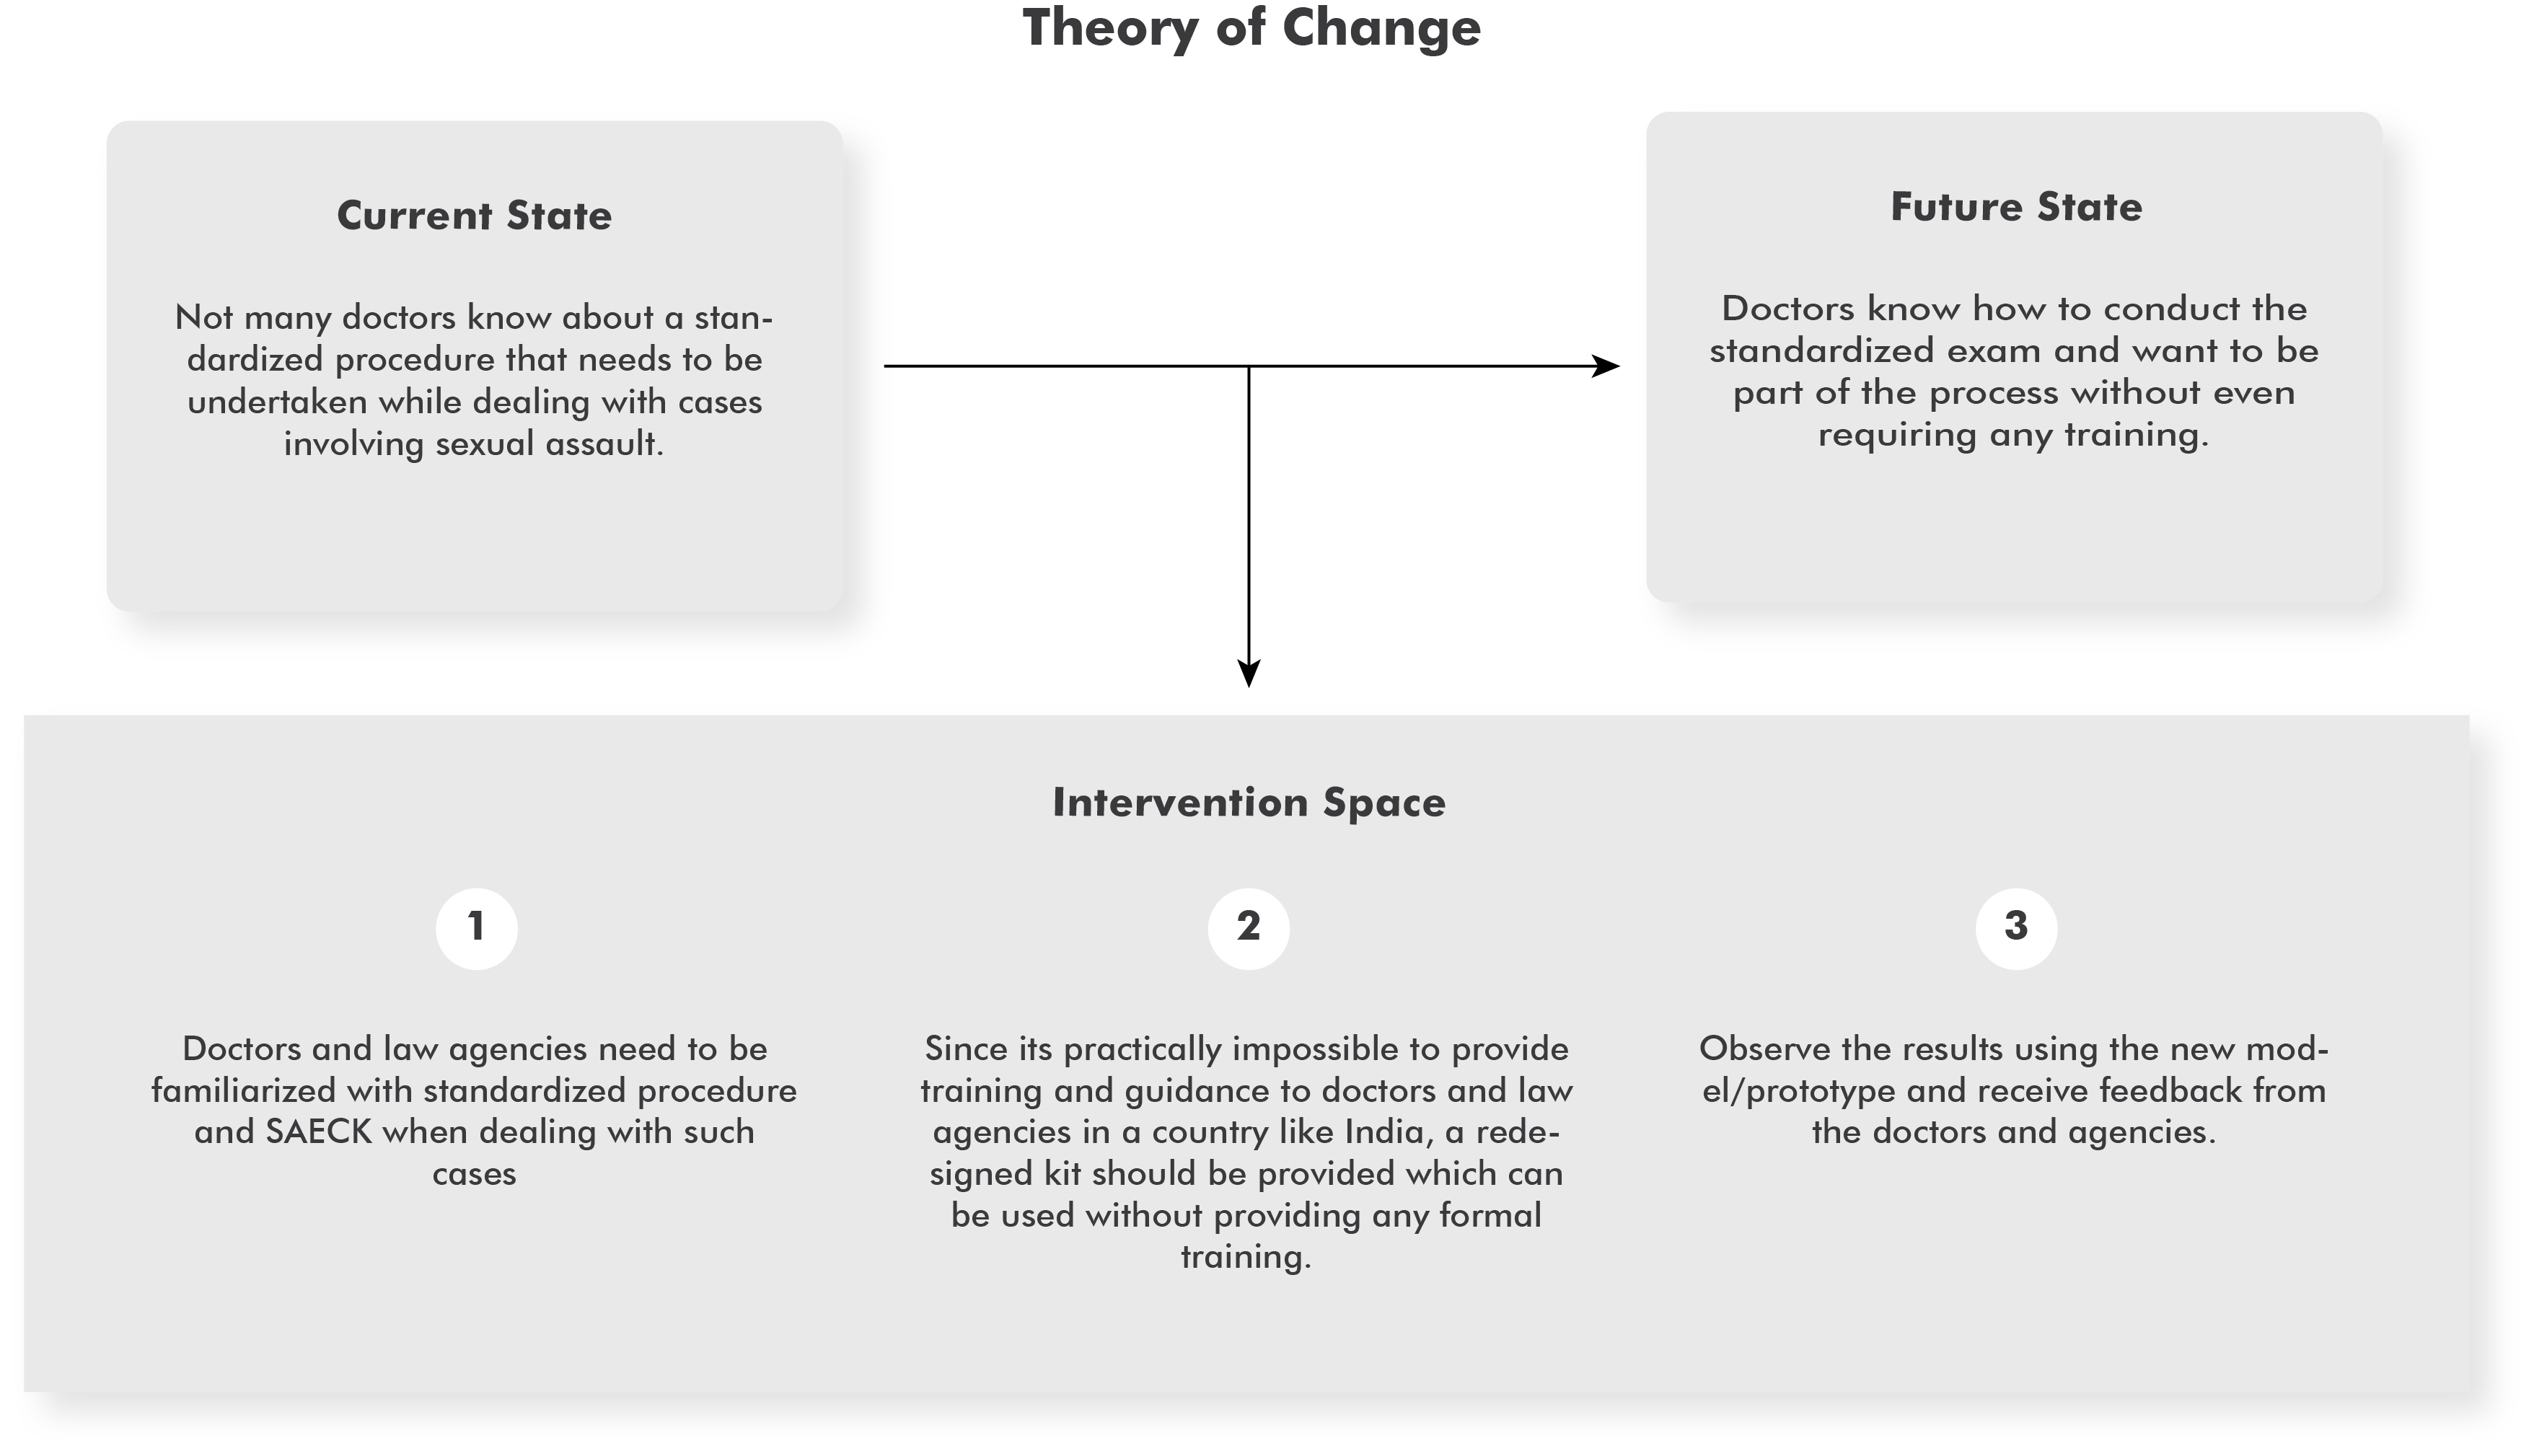 Theory of Change
Current State
Not many doctors know about a stan-
dardized procedure that needs to be
undertaken while dealing with cases
involving sexual assault.
Future State
Doctors know how to conduct the
standardized exam and want to be
part of the process without even
requiring any training.
Intervention Space
1
Doctors and law agencies need to be
familiarized with standardized procedure
and SAECK when dealing with such
cases
2
Since its practically impossible to provide
training and guidance to doctors and law
agencies in a country like India, a rede-
signed kit should be provided which can
be used without providing any formal
training.
3
Observe the results using the new mod-
el/prototype and receive feedback from
the doctors and agencies.